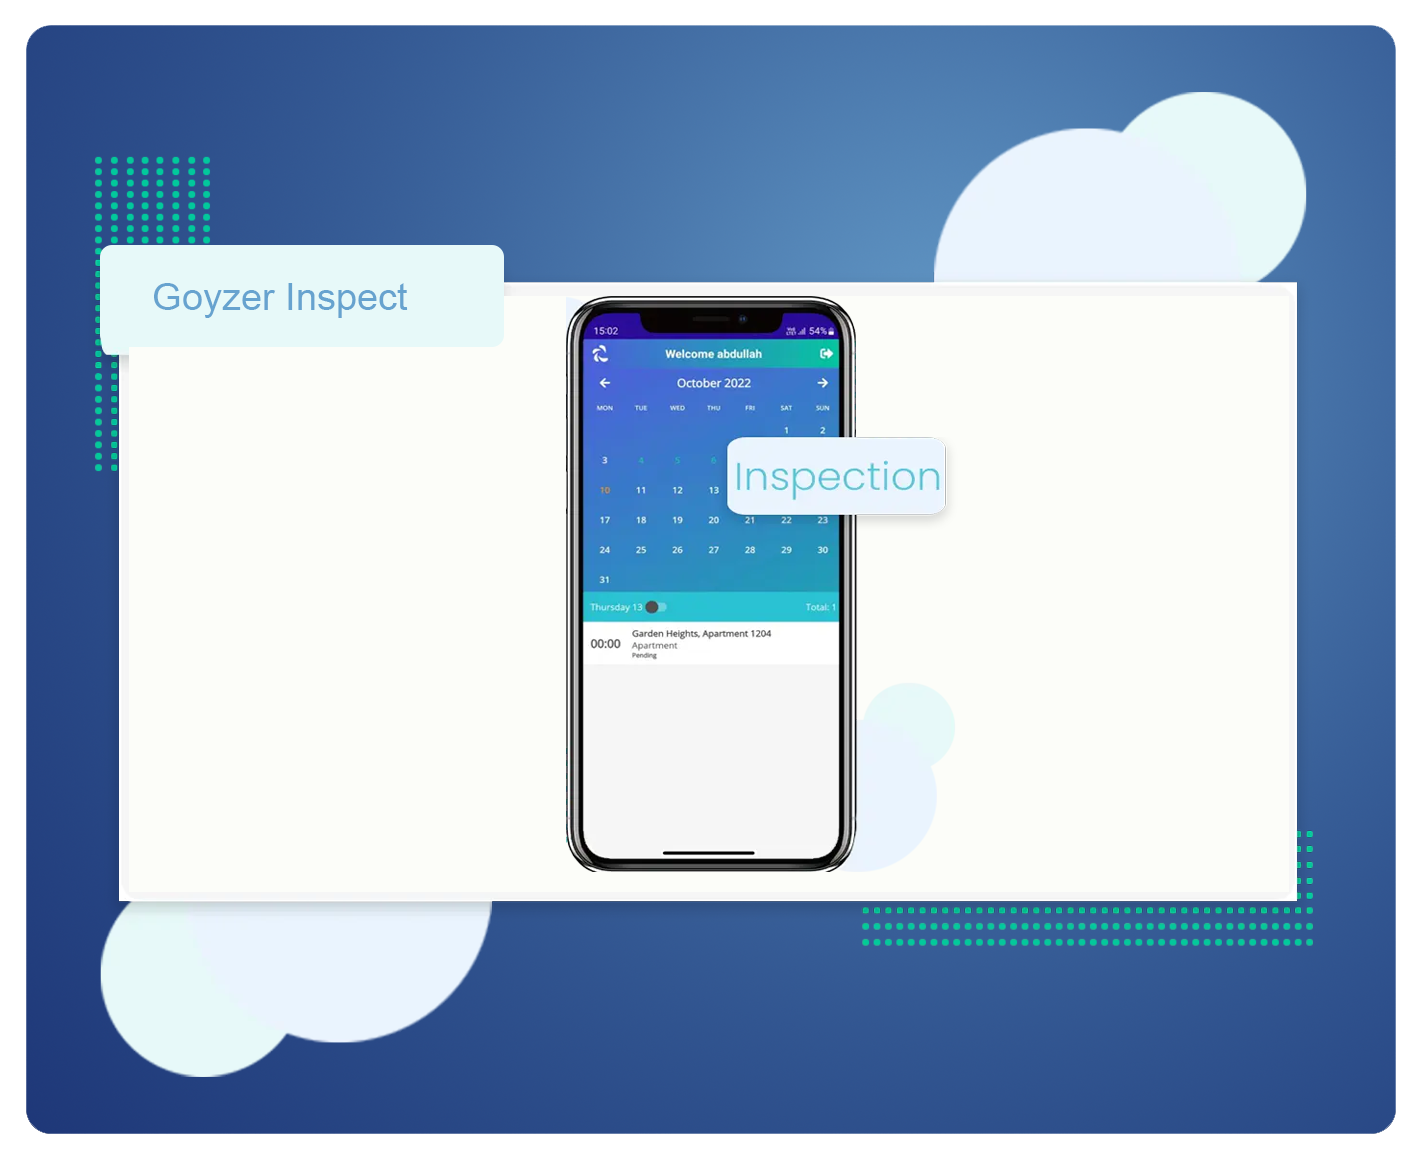 Goyzer Inspect
15:02
54%
Welcome abdullah
October 2022
MON TUE WED THU FRI SAT SUN
1 2
3 4 5 6
Inspection
10 11 12 13
17 18 19 20 21 22 23
24 25 26 27 28 29 30
31
Thursday 13 Total: 1
Garden Heights, Apartment 1204
00:00 Apartment
Pending